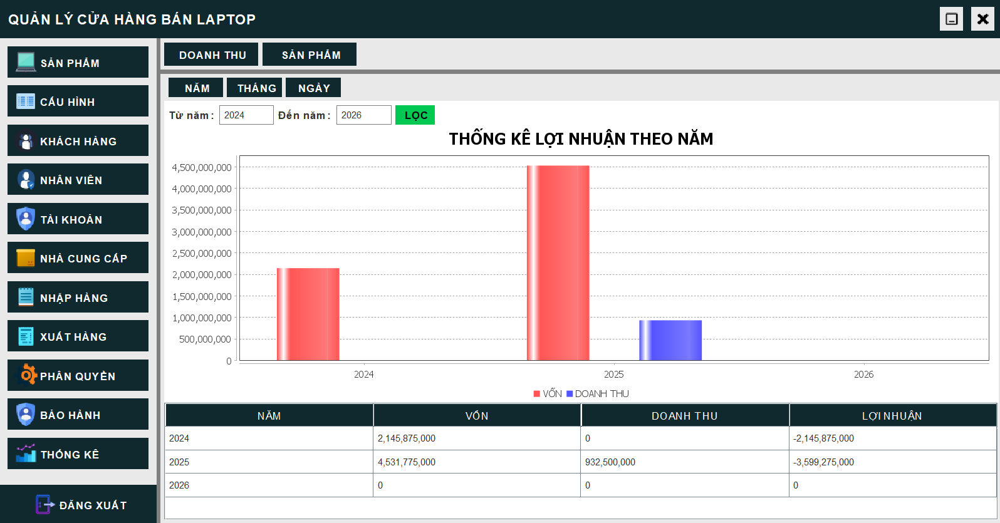 QUẢN LÝ CỬA HÀNG BÁN LAPTOP
SẢN PHẨM
CẤU HÌNH
KHÁCH HÀNG
NHÂN VIÊN
TÀI KHOẢN
NHÀ CUNG CẤP
NHẬP HÀNG
XUẤT HÀNG
PHÂN QUYỀN
BẢO HÀNH
THỐNG KÊ
ĐĂNG XUẤT
DOANH THU SẢN PHẨM
NĂM THÁNG NGÀY
Từ năm: 2024 Đến năm: 2026 LỌC
THỐNG KÊ LỢI NHUẬN THEO NĂM
4,500,000,000
4,000,000,000
3,500,000,000
3,000,000,000
2,500,000,000
2,000,000,000
1,500,000,000
1,000,000,000
500,000,000
0
2024 2025 2026
VỐN DOANH THU
NĂM VỐN DOANH THU LỢI NHUẬN
2024 2,145,875,000 0 -2,145,875,000
2025 4,531,775,000 932,500,000 -3,599,275,000
2026 0 0 0